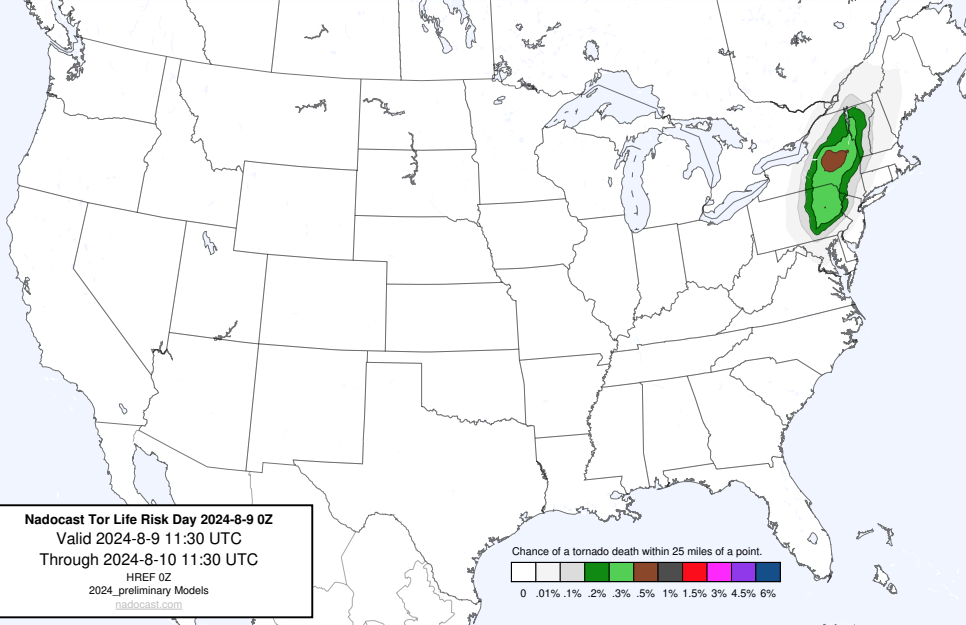 Nadocast Tor Life Risk Day 2024-8-9 0Z
Valid 2024-8-9 11:30 UTC
Through 2024-8-10 11:30 UTC
HREF 0Z
2024_preliminary Models
nadocast.com
Chance of a tornado death within 25 miles of a point.
0 .01% .1% .2% .3% .5% 1% 1.5% 3% 4.5% 6%